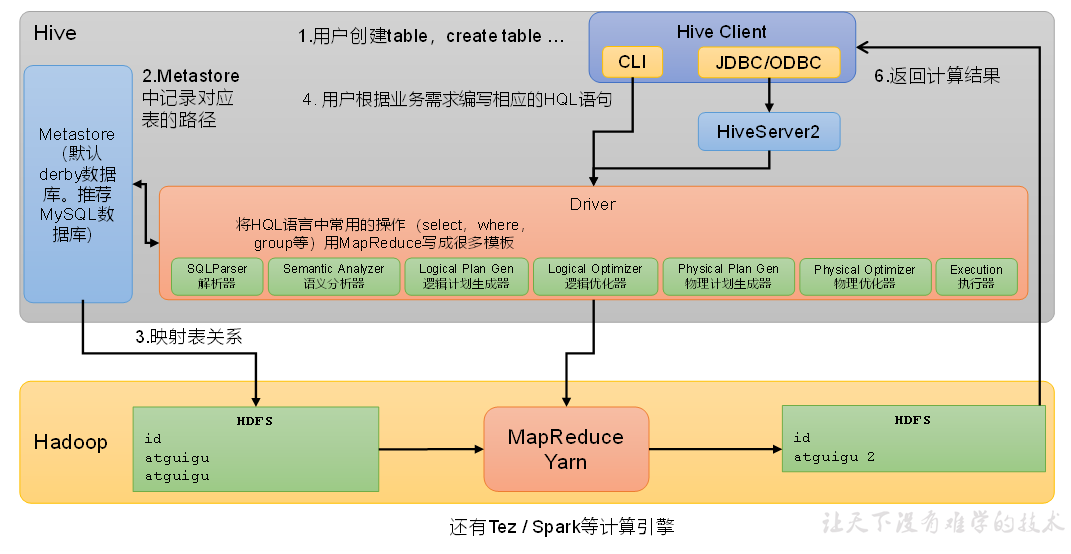 Hive
1.用户创建table，create table …
Hive Client
CLI
JDBC/ODBC
6.返回计算结果
2.Metastore
中记录对应
表的路径
4. 用户根据业务需求编写相应的HQL语句
HiveServer2
Metastore
（默认
derby数据
库。推荐
MySQL数
据库)
Driver
将HQL语言中常用的操作（select，where，
group等）用MapReduce写成很多模板
SQLParser
解析器
Semantic Analyzer
语义分析器
Logical Plan Gen
逻辑计划生成器
Logical Optimizer
逻辑优化器
Physical Plan Gen
物理计划生成器
Physical Optimizer
物理优化器
Execution
执行器
3.映射表关系
Hadoop
HDFS
id
atguigu
atguigu
MapReduce
Yarn
HDFS
id
atguigu 2
还有Tez / Spark等计算引擎
让天下没有难学的技术